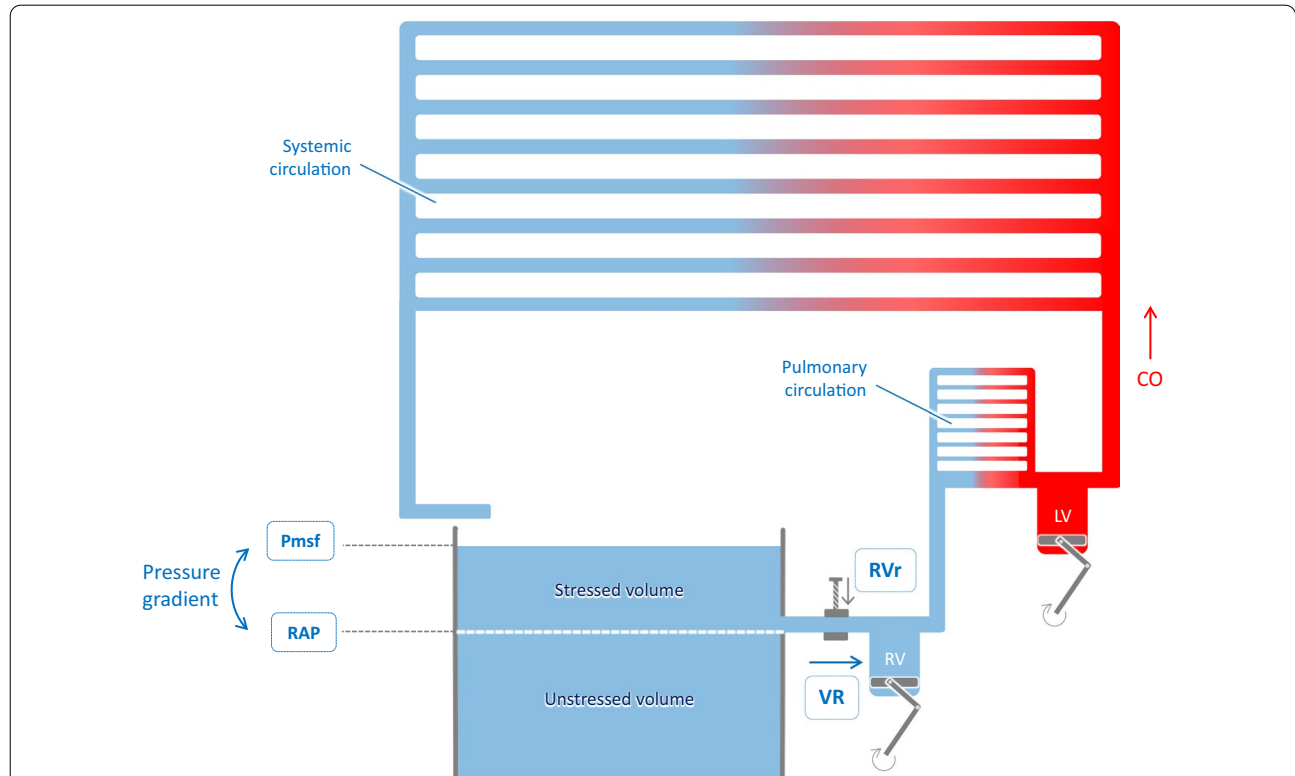 Systemic
circulation
Pulmonary
circulation
CO
LV
Pmsf
RVr
Pressure
gradient
Stressed volume
RAP
RV
VR
Unstressed volume